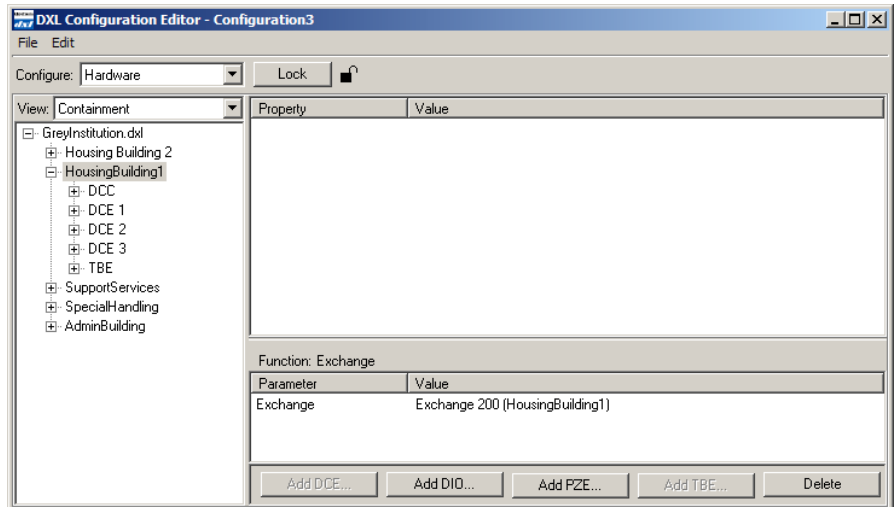 DXL Configuration Editor - Configuration3
File Edit
Configure: Hardware Lock
View: Containment
Property Value
GreyInstitution.dxl
Housing Building 2
HousingBuilding1
DCC
DCE 1
DCE 2
DCE 3
TBE
SupportServices
SpecialHandling
AdminBuilding
Function: Exchange
Parameter Value
Exchange Exchange 200 (HousingBuilding1)
Add DCE... Add DIO... Add PZE... Add TBE... Delete